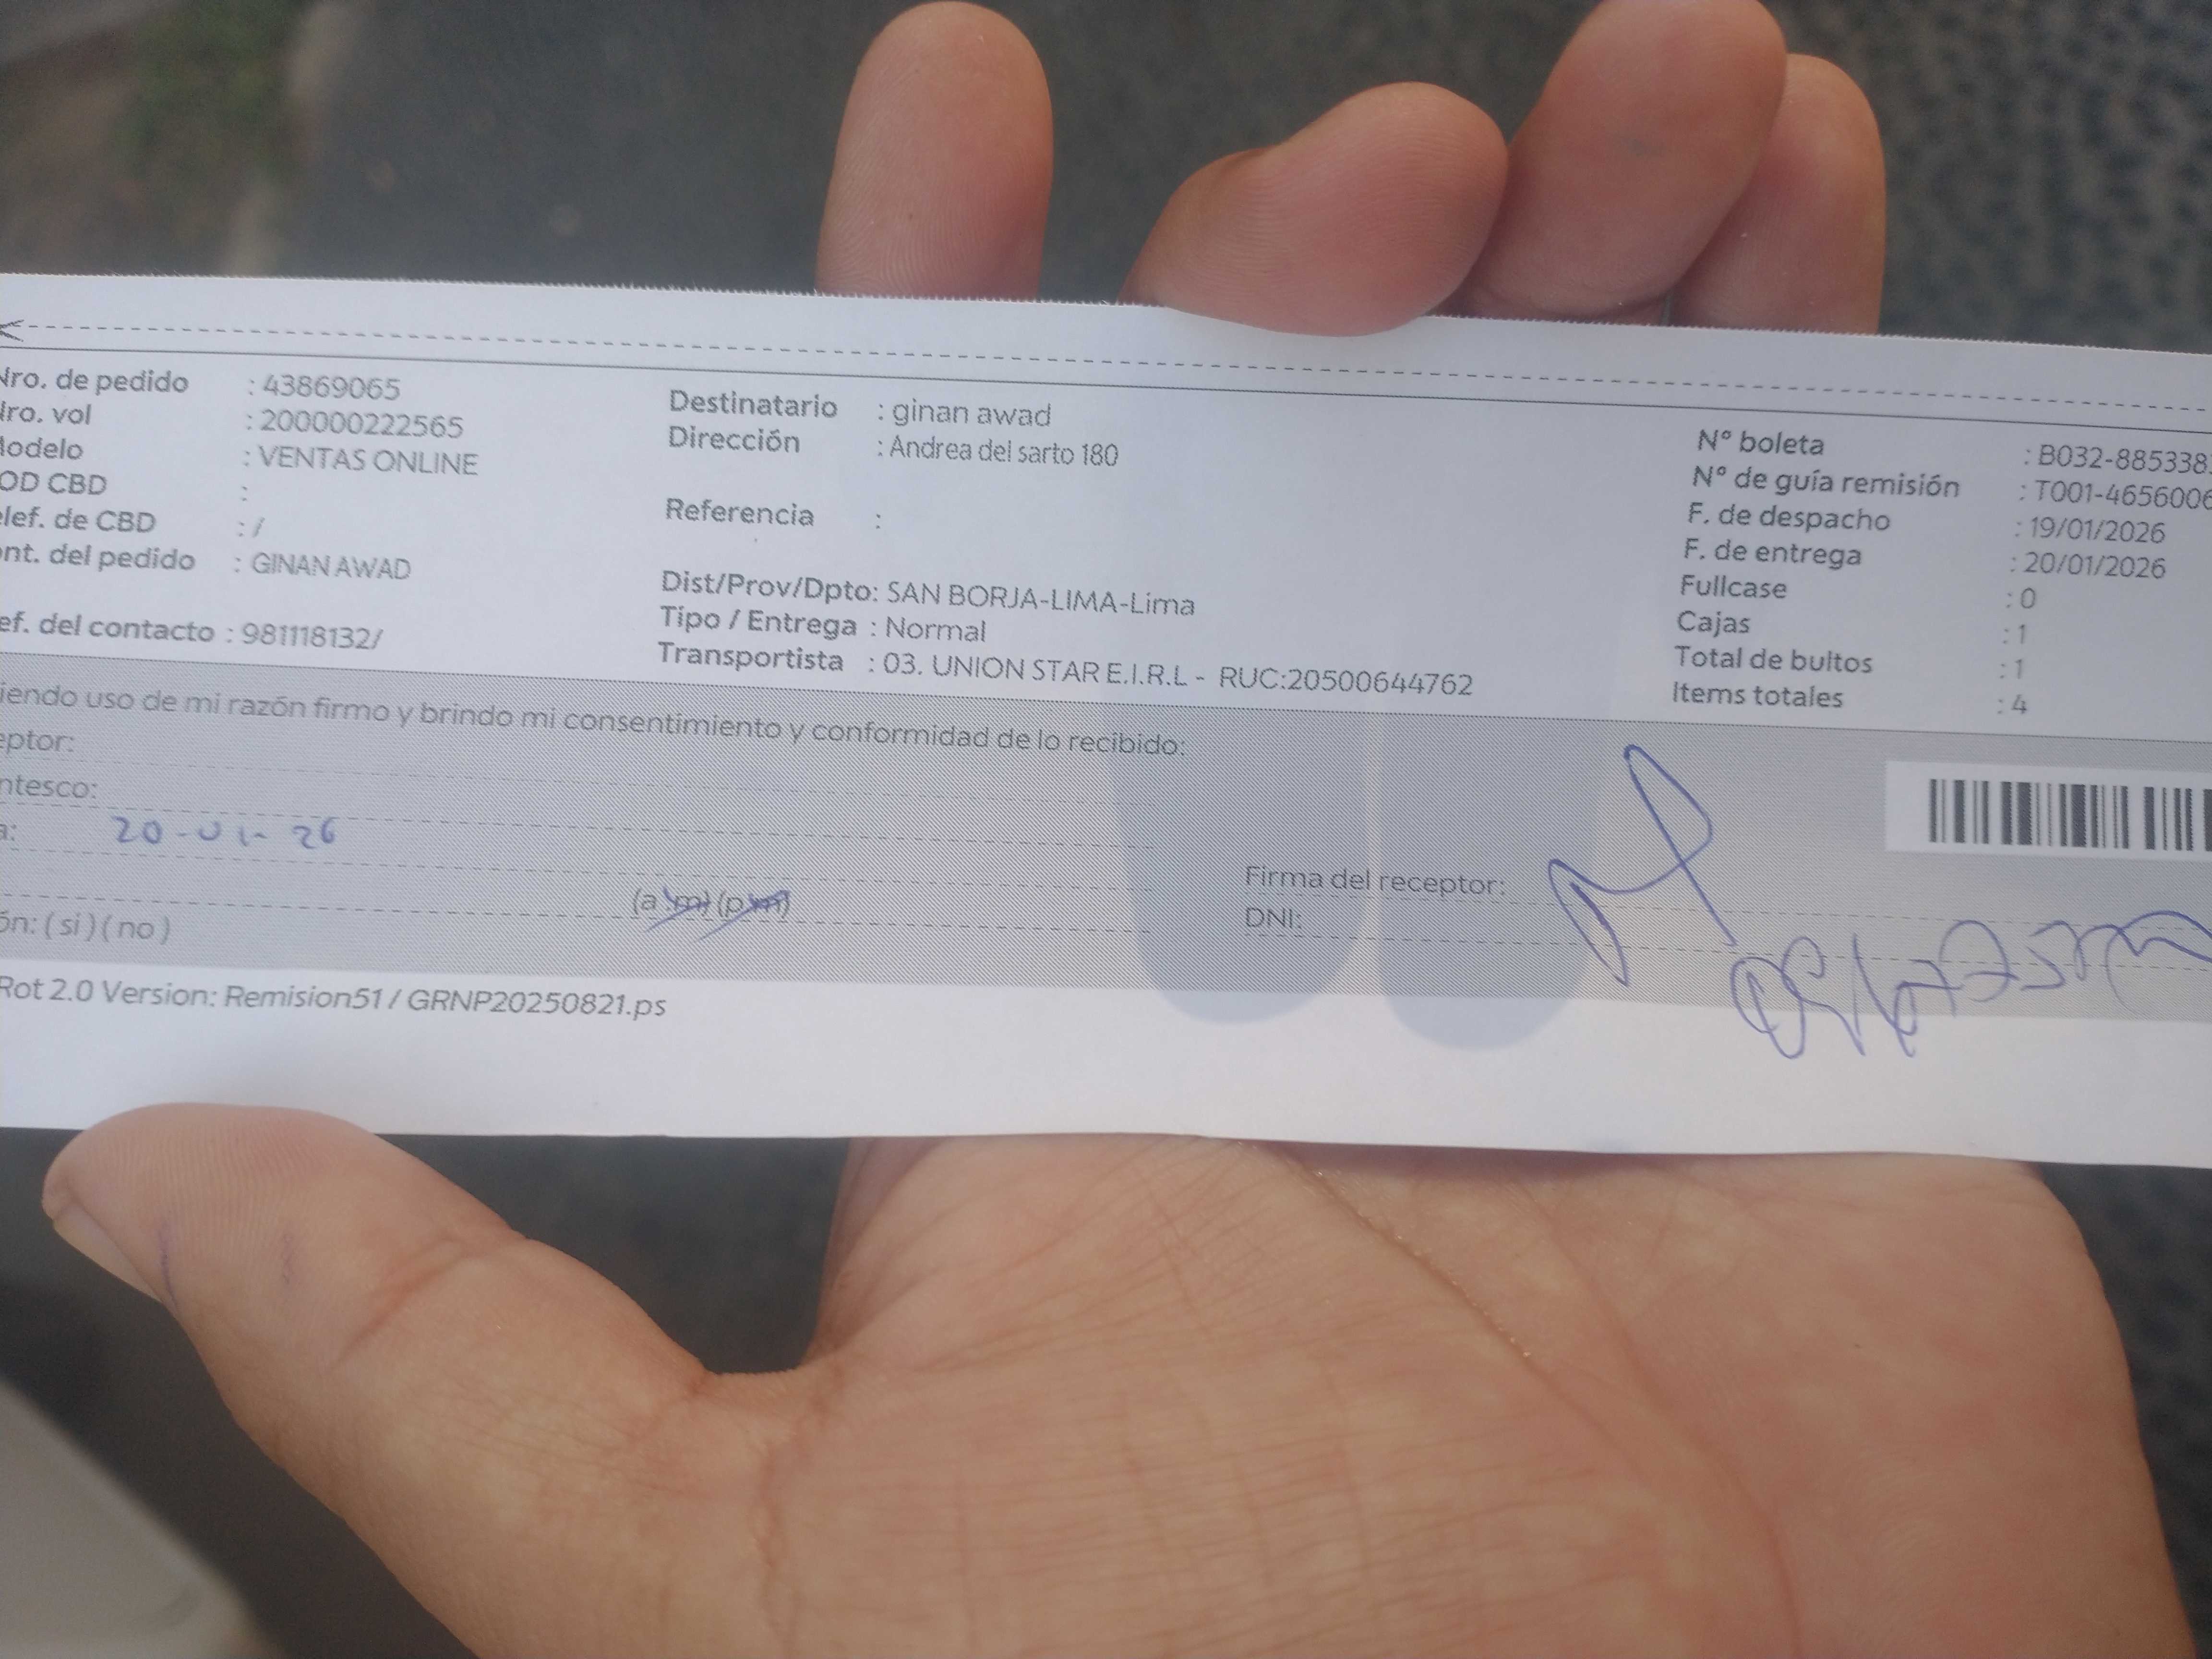 Nro. de pedido : 43869065
Nro. vol : 200000222565
Modelo : VENTAS ONLINE
OD CBD :
elef. de CBD : /
ont. del pedido : GINAN AWAD
ef. del contacto : 981118132/
Destinatario : ginan awad
Dirección : Andrea del sarto 180
Referencia :
Dist/Prov/Dpto: SAN BORJA-LIMA-Lima
Tipo / Entrega : Normal
Transportista : 03. UNION STAR E.I.R.L - RUC:20500644762
N° boleta : B032-885338
N° de guía remisión : T001-4656006
F. de despacho : 19/01/2026
F. de entrega : 20/01/2026
Fullcase : 0
Cajas : 1
Total de bultos : 1
Items totales : 4
iendo uso de mi razón firmo y brindo mi consentimiento y conformidad de lo recibido:
eptor:
ntesco:
a: 20-01-26
(a.m) (p.m)
ón: ( si ) ( no )
Firma del receptor:
DNI:
Rot 2.0 Version: Remision51 / GRNP20250821.ps